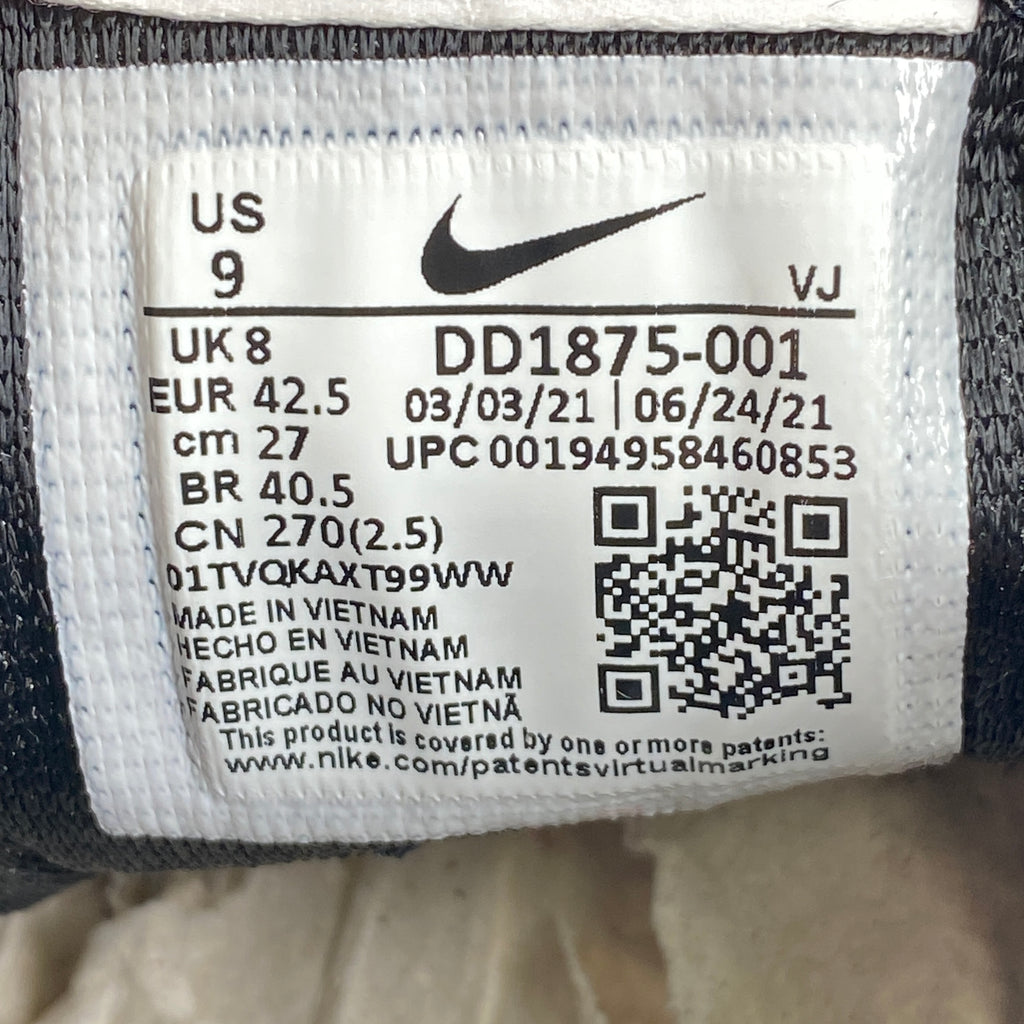 US
9
VJ
UK 8
DD1875-001
EUR 42.5
03/03/21 | 06/24/21
cm 27
UPC 00194958460853
BR 40.5
CN 270(2.5)
01TVQKAXT99WW
MADE IN VIETNAM
HECHO EN VIETNAM
FABRIQUE AU VIETNAM
FABRICADO NO VIETNÃ
This product is covered by one or more patents:
www.nike.com/patentsvirtualmarking